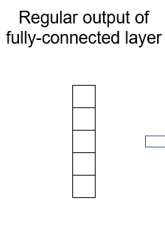 Regular output of
fully-connected layer